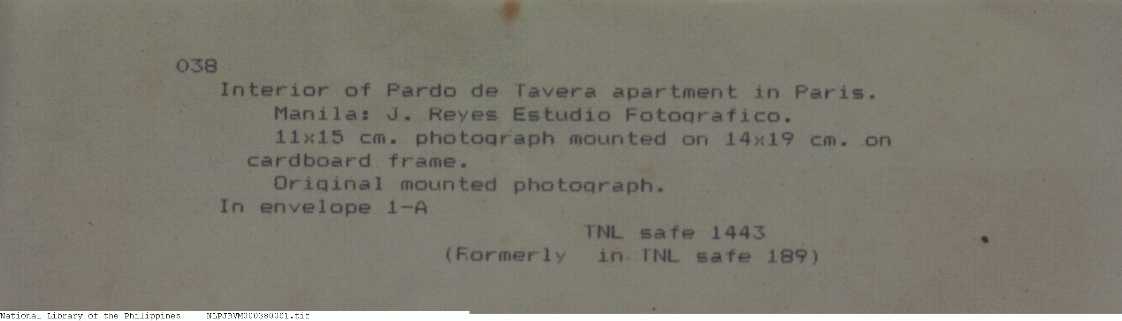 038
Interior of Pardo de Tavera apartment in Paris.
Manila: J. Reyes Estudio Fotografico.
11x15 cm. photograph mounted on 14x19 cm. on
cardboard frame.
Original mounted photograph.
In envelope 1-A
TNL safe 1443
(Formerly in TNL safe 189)
National Library of the Philippines NLPJRVM000380001.tif